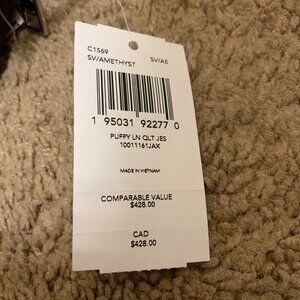 C1569
SV/AMETHYST SV/AE
1 95031 92277 0
PUFFY LN QLT JES
10011161JAX
MADE IN VIETNAM
COMPARABLE VALUE
$428.00
CAD
$428.00